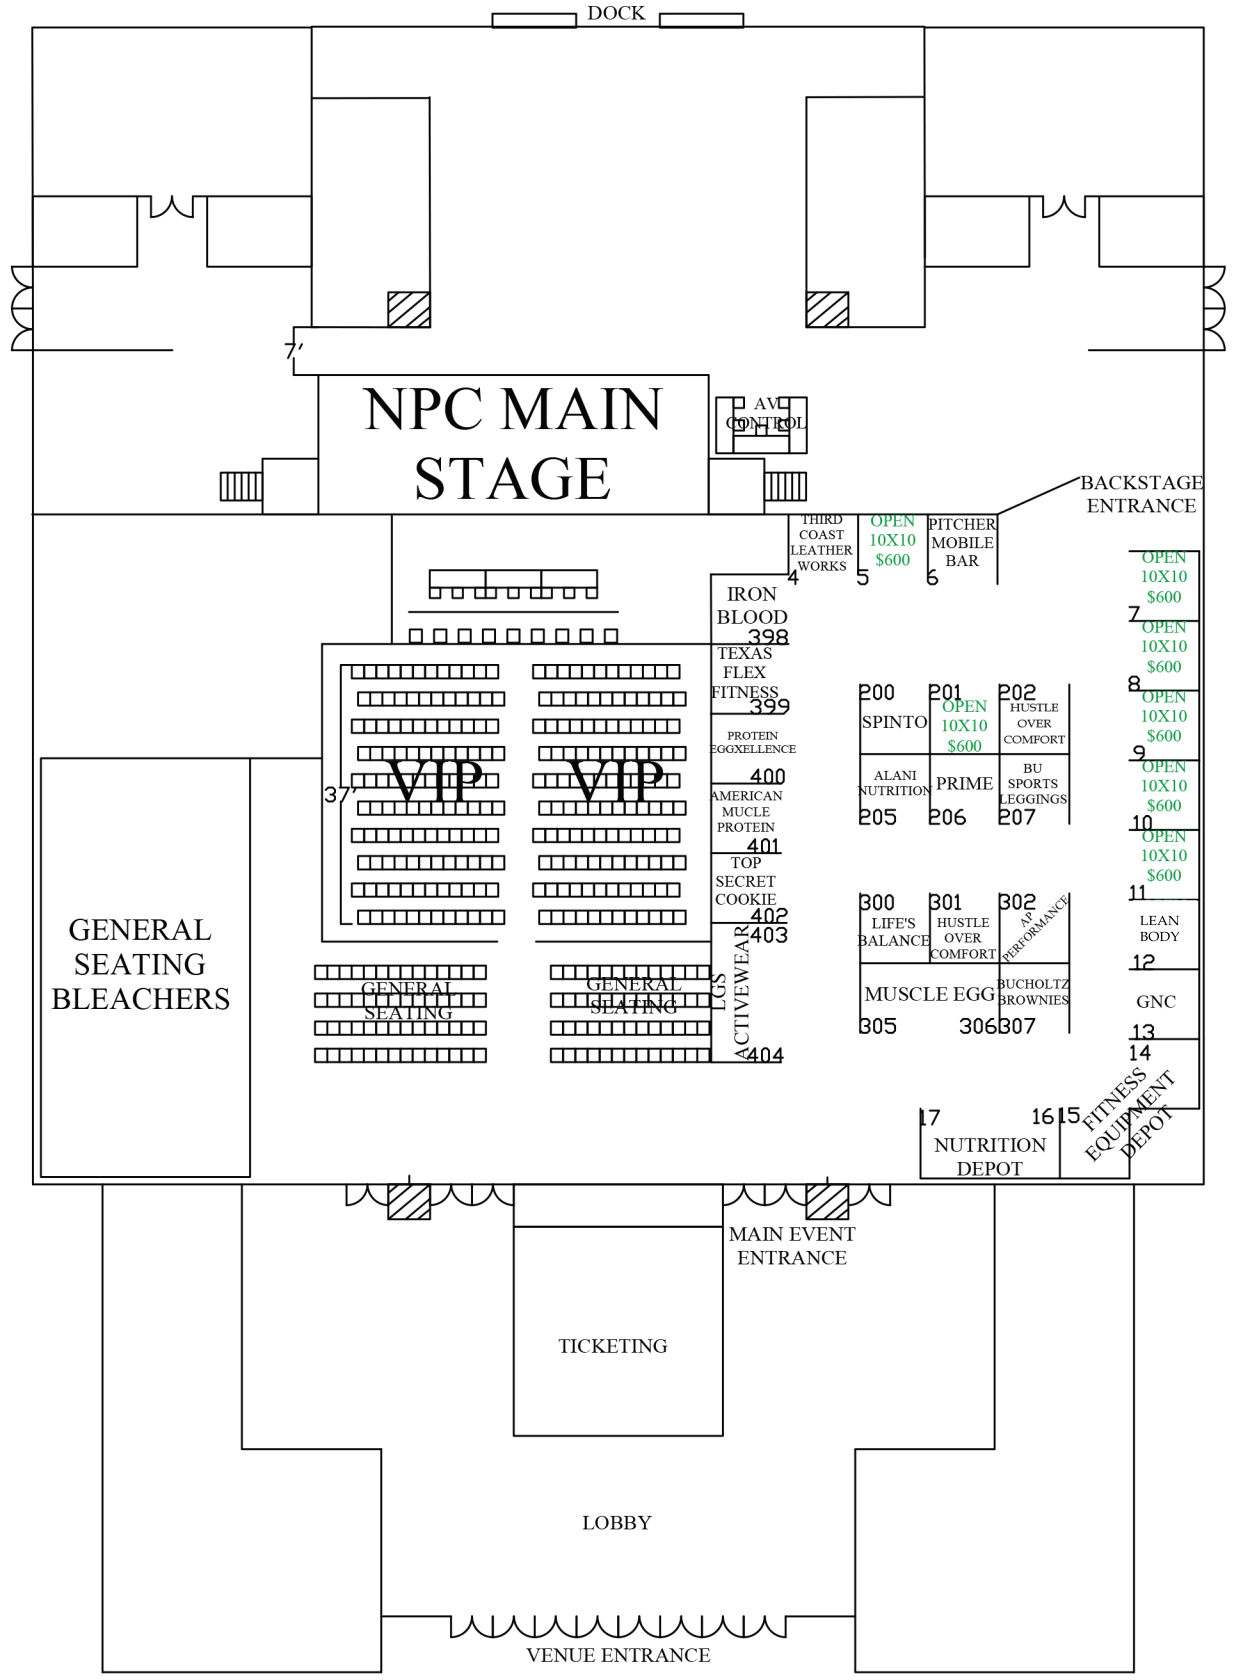 DOCK
7'
NPC MAIN
STAGE
AV
CONTROL
BACKSTAGE
ENTRANCE
THIRD
COAST
LEATHER
WORKS
4
OPEN
10X10
$600
5
PITCHER
MOBILE
BAR
6
OPEN
10X10
$600
7
OPEN
10X10
$600
8
OPEN
10X10
$600
9
OPEN
10X10
$600
10
OPEN
10X10
$600
11
LEAN
BODY
12
GNC
13
14
FITNESS
EQUIPMENT
DEPOT
15
16
17
NUTRITION
DEPOT
IRON
BLOOD
398
TEXAS
FLEX
FITNESS
399
PROTEIN
EGGXELLENCE
400
AMERICAN
MUCLE
PROTEIN
401
TOP
SECRET
COOKIE
402
403
LGS
ACTIVEWEAR
404
200
SPINTO
201
OPEN
10X10
$600
202
HUSTLE
OVER
COMFORT
ALANI
NUTRITION
205
PRIME
206
BU
SPORTS
LEGGINGS
207
300
LIFE'S
BALANCE
301
HUSTLE
OVER
COMFORT
302
AP
PERFORMANCE
MUSCLE EGG
305
306
BUCHOLTZ
BROWNIES
307
VIP
VIP
37'
GENERAL
SEATING
GENERAL
SEATING
GENERAL
SEATING
BLEACHERS
MAIN EVENT
ENTRANCE
TICKETING
LOBBY
VENUE ENTRANCE